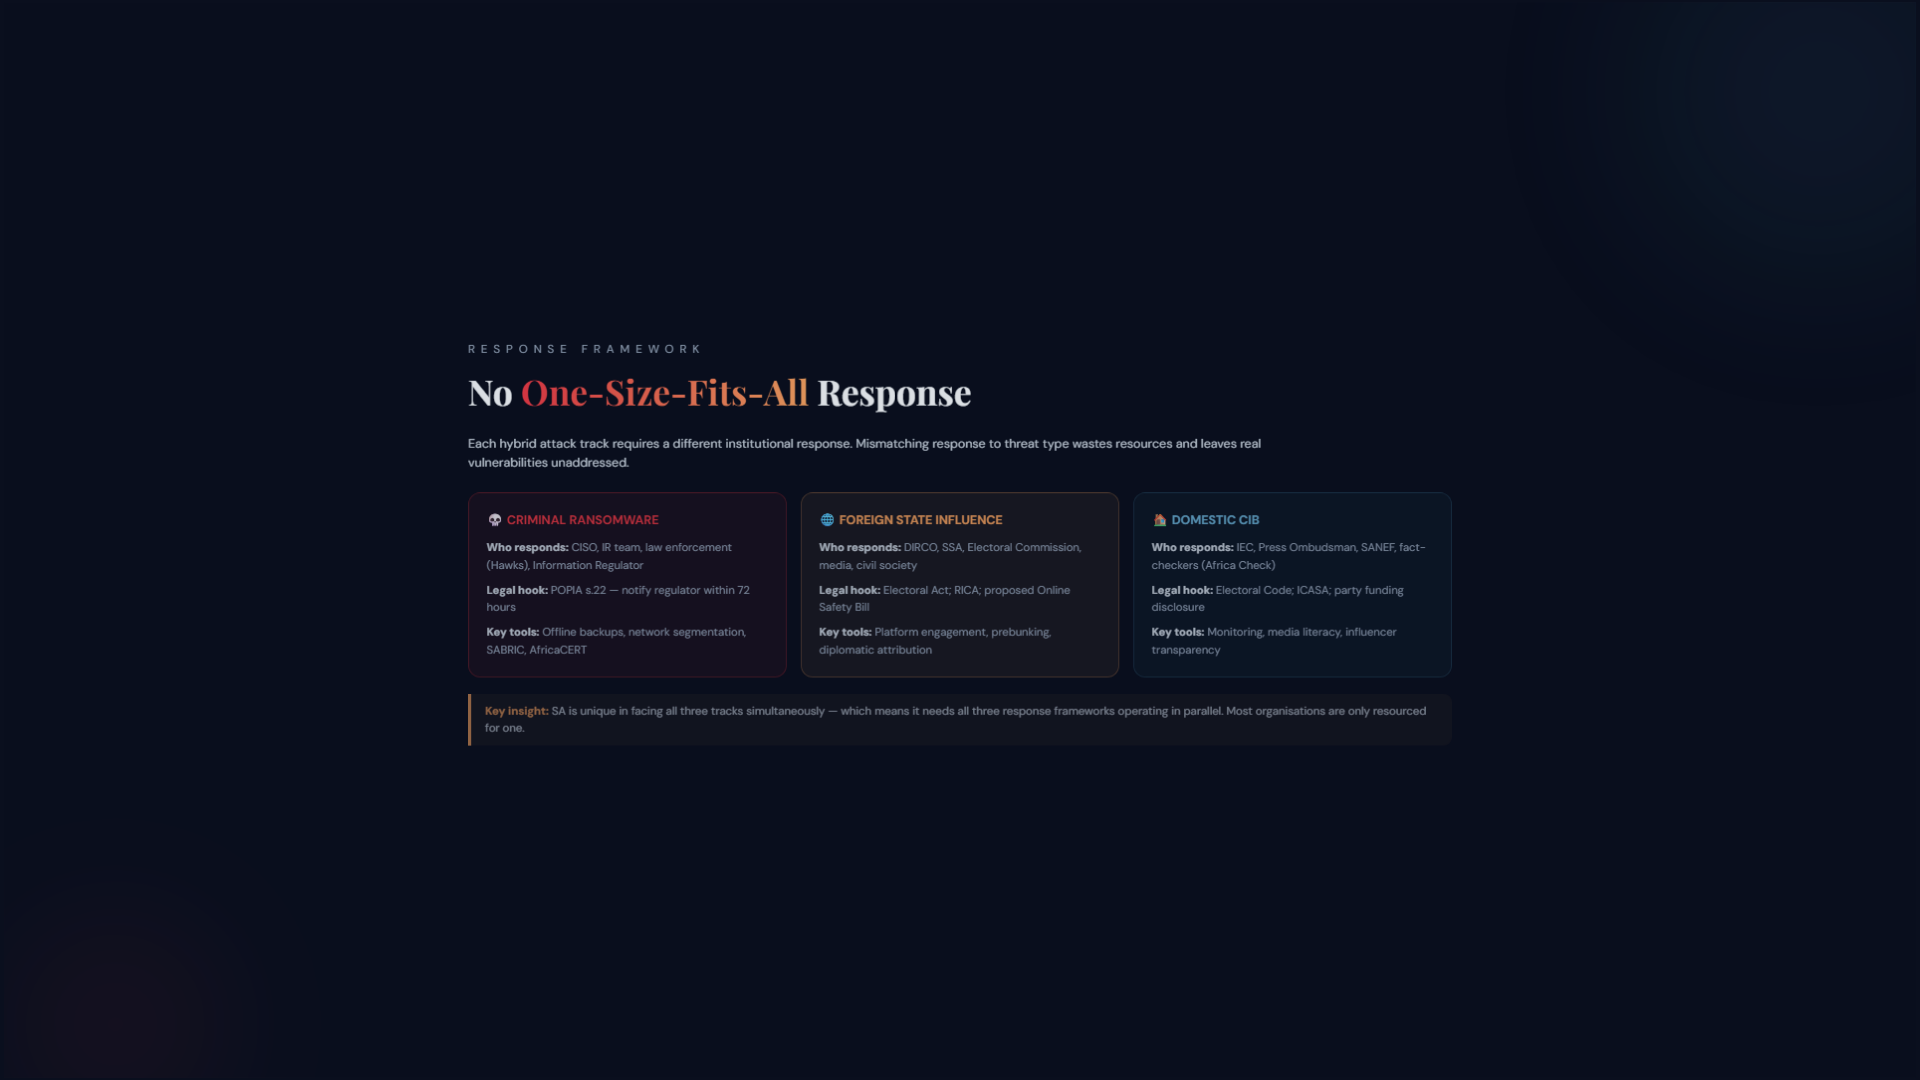 RESPONSE FRAMEWORK
No One-Size-Fits-All Response
Each hybrid attack track requires a different institutional response. Mismatching response to threat type wastes resources and leaves real
vulnerabilities unaddressed.
💀 CRIMINAL RANSOMWARE
Who responds: CISO, IR team, law enforcement
(Hawks), Information Regulator
Legal hook: POPIA s.22 — notify regulator within 72
hours
Key tools: Offline backups, network segmentation,
SABRIC, AfricaCERT
🌐 FOREIGN STATE INFLUENCE
Who responds: DIRCO, SSA, Electoral Commission,
media, civil society
Legal hook: Electoral Act; RICA; proposed Online
Safety Bill
Key tools: Platform engagement, prebunking,
diplomatic attribution
🏠 DOMESTIC CIB
Who responds: IEC, Press Ombudsman, SANEF, fact-
checkers (Africa Check)
Legal hook: Electoral Code; ICASA; party funding
disclosure
Key tools: Monitoring, media literacy, influencer
transparency
Key insight: SA is unique in facing all three tracks simultaneously — which means it needs all three response frameworks operating in parallel. Most organisations are only resourced
for one.